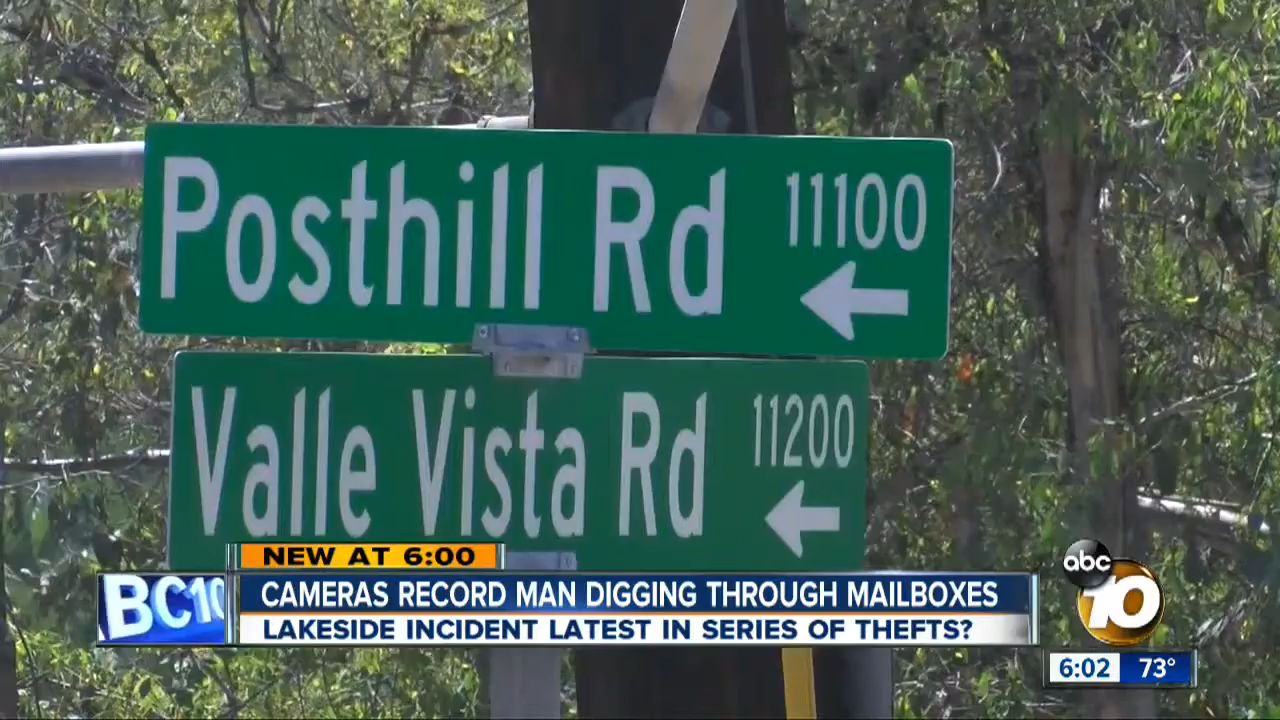 Posthill Rd 11100
Valle Vista Rd 11200
NEW AT 6:00
BC10
CAMERAS RECORD MAN DIGGING THROUGH MAILBOXES
LAKESIDE INCIDENT LATEST IN SERIES OF THEFTS?
abc
10
6:02 73°